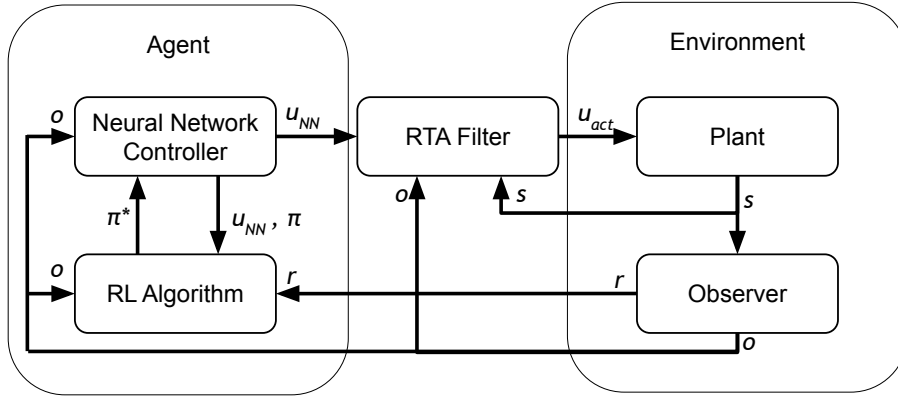 Agent
Environment
o
Neural Network
Controller
u_NN
RTA Filter
u_act
Plant
π*
u_NN , π
o
s
s
o
RL Algorithm
r
r
Observer
o